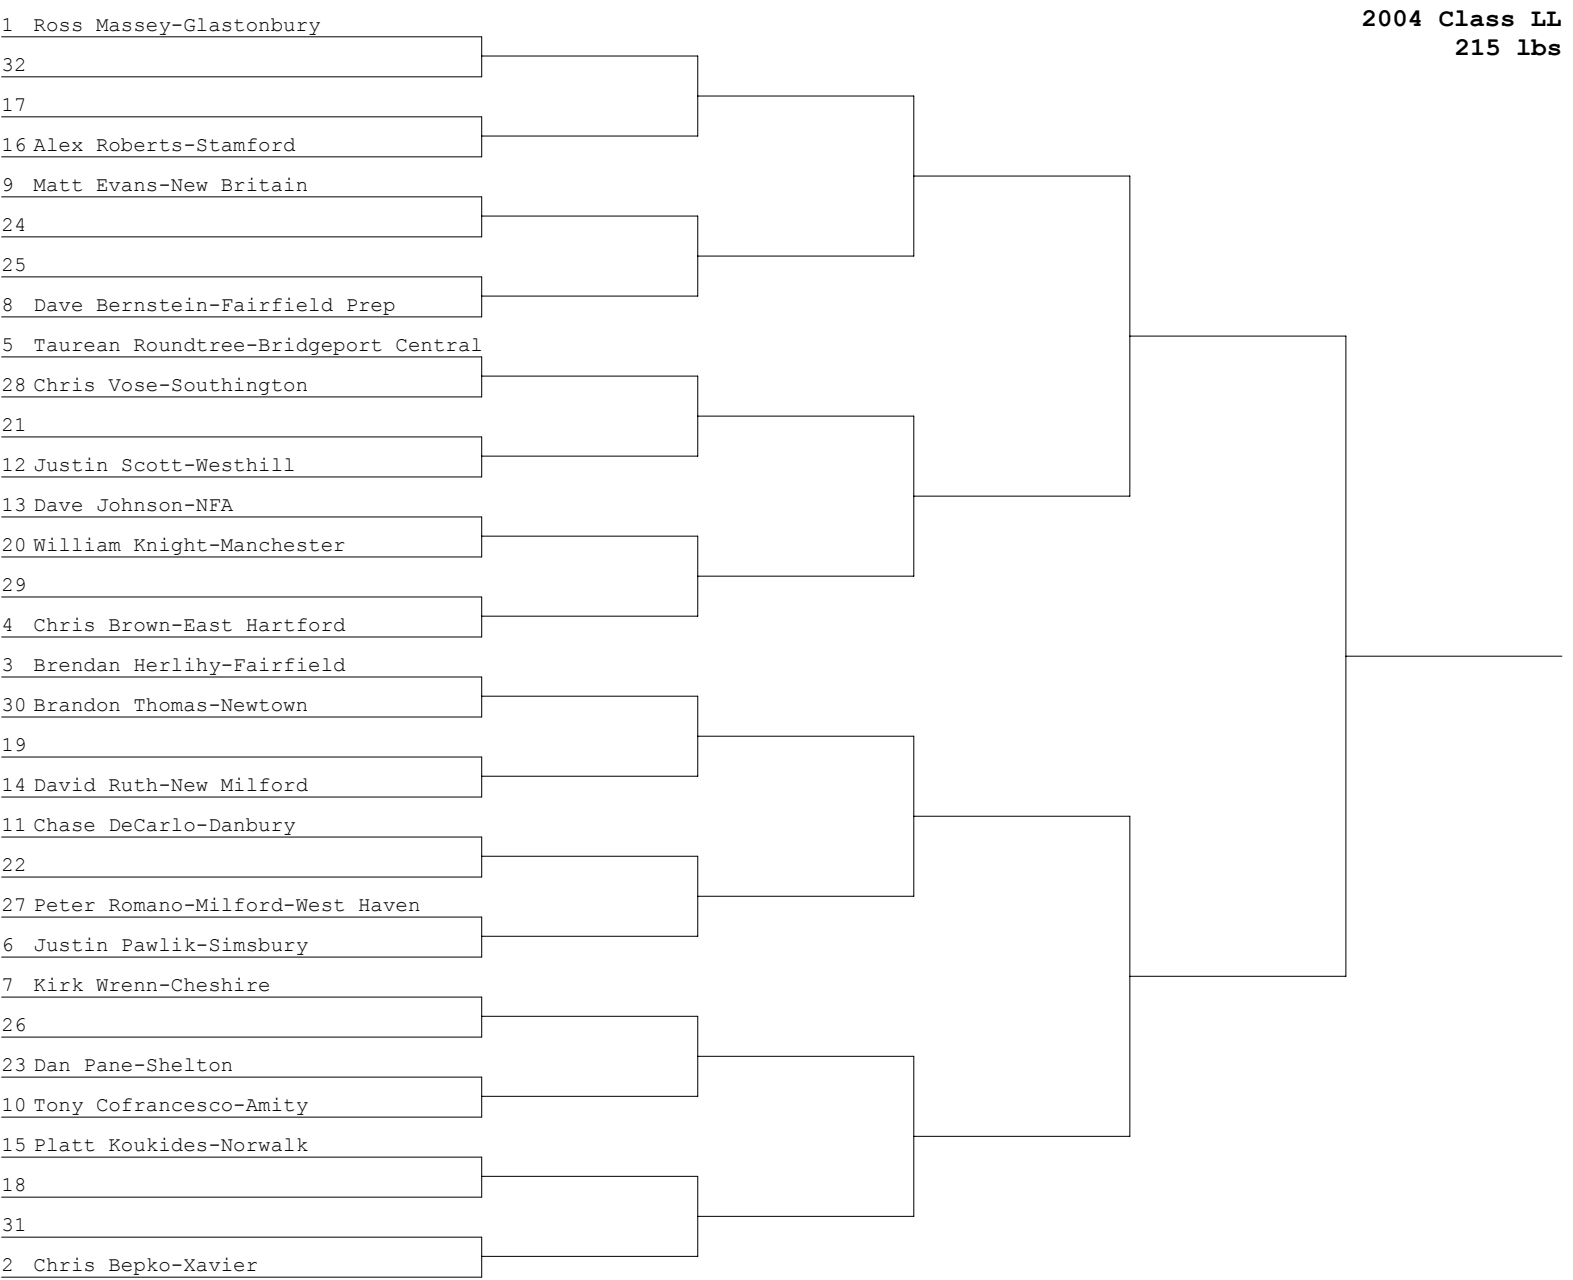 2004 Class LL
215 lbs
1 Ross Massey-Glastonbury
32
17
16 Alex Roberts-Stamford
9 Matt Evans-New Britain
24
25
8 Dave Bernstein-Fairfield Prep
5 Taurean Roundtree-Bridgeport Central
28 Chris Vose-Southington
21
12 Justin Scott-Westhill
13 Dave Johnson-NFA
20 William Knight-Manchester
29
4 Chris Brown-East Hartford
3 Brendan Herlihy-Fairfield
30 Brandon Thomas-Newtown
19
14 David Ruth-New Milford
11 Chase DeCarlo-Danbury
22
27 Peter Romano-Milford-West Haven
6 Justin Pawlik-Simsbury
7 Kirk Wrenn-Cheshire
26
23 Dan Pane-Shelton
10 Tony Cofrancesco-Amity
15 Platt Koukides-Norwalk
18
31
2 Chris Bepko-Xavier